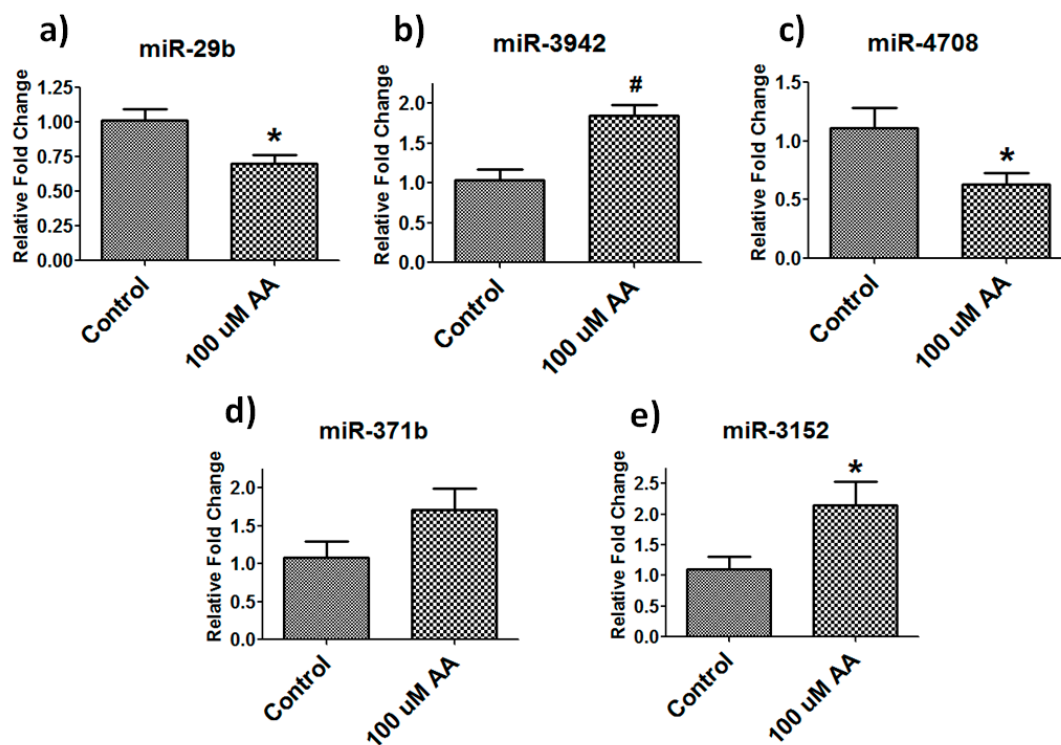 a)
miR-29b
Relative Fold Change
1.25
1.00
0.75
0.50
0.25
0.00
*
Control
100 uM AA
b)
miR-3942
Relative Fold Change
2.0
1.5
1.0
0.5
0.0
#
Control
100 uM AA
c)
miR-4708
Relative Fold Change
1.5
1.0
0.5
0.0
*
Control
100 uM AA
d)
miR-371b
Relative Fold Change
2.0
1.5
1.0
0.5
0.0
Control
100 uM AA
e)
miR-3152
Relative Fold Change
2.5
2.0
1.5
1.0
0.5
0.0
*
Control
100 uM AA